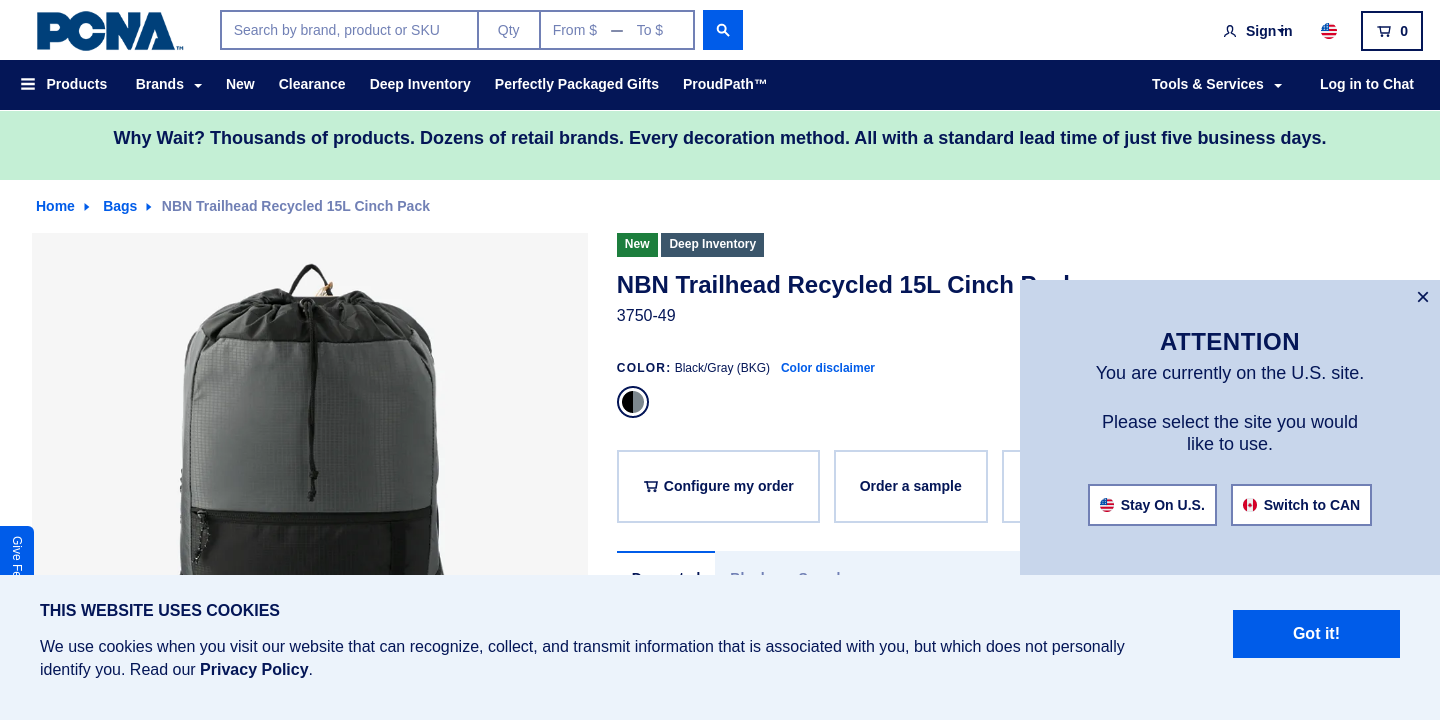 PCNA™
Search by brand, product or SKU
Qty
From $ — To $
Sign In
0
Products
Brands
New
Clearance
Deep Inventory
Perfectly Packaged Gifts
ProudPath™
Tools & Services
Log in to Chat
Why Wait? Thousands of products. Dozens of retail brands. Every decoration method. All with a standard lead time of just five business days.
Home
Bags
NBN Trailhead Recycled 15L Cinch Pack
New
Deep Inventory
NBN Trailhead Recycled 15L Cinch
3750-49
COLOR: Black/Gray (BKG)
Color disclaimer
Configure my order
Order a sample
×
ATTENTION
You are currently on the U.S. site.
Please select the site you would
like to use.
Stay On U.S.
Switch to CAN
Give
THIS WEBSITE USES COOKIES
We use cookies when you visit our website that can recognize, collect, and transmit information that is associated with you, but which does not personally
identify you. Read our Privacy Policy.
Got it!